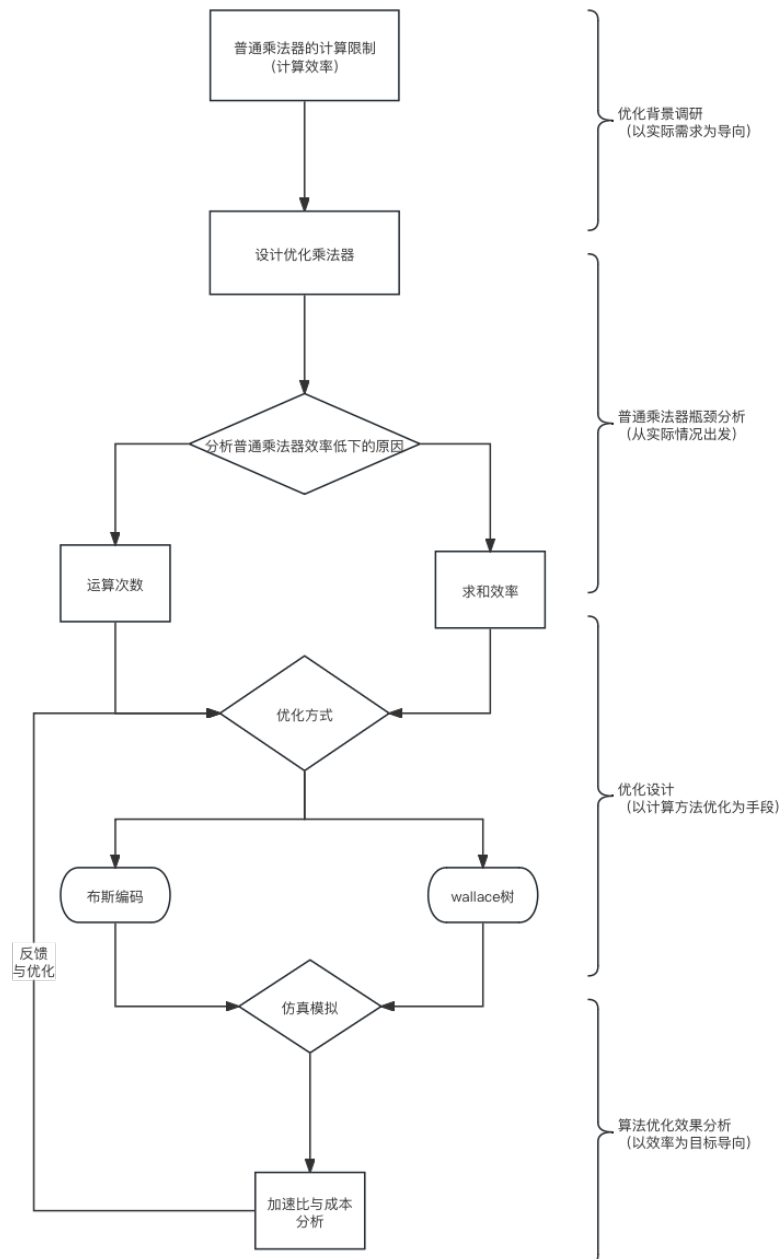 普通乘法器的计算限制
（计算效率）
优化背景调研
（以实际需求为导向）
设计优化乘法器
普通乘法器瓶颈分析
（从实际情况出发）
分析普通乘法器效率低下的原因
运算次数
求和效率
优化方式
优化设计
（以计算方法优化为手段）
布斯编码
wallace树
反馈
与优化
仿真模拟
算法优化效果分析
（以效率为目标导向）
加速比与成本
分析